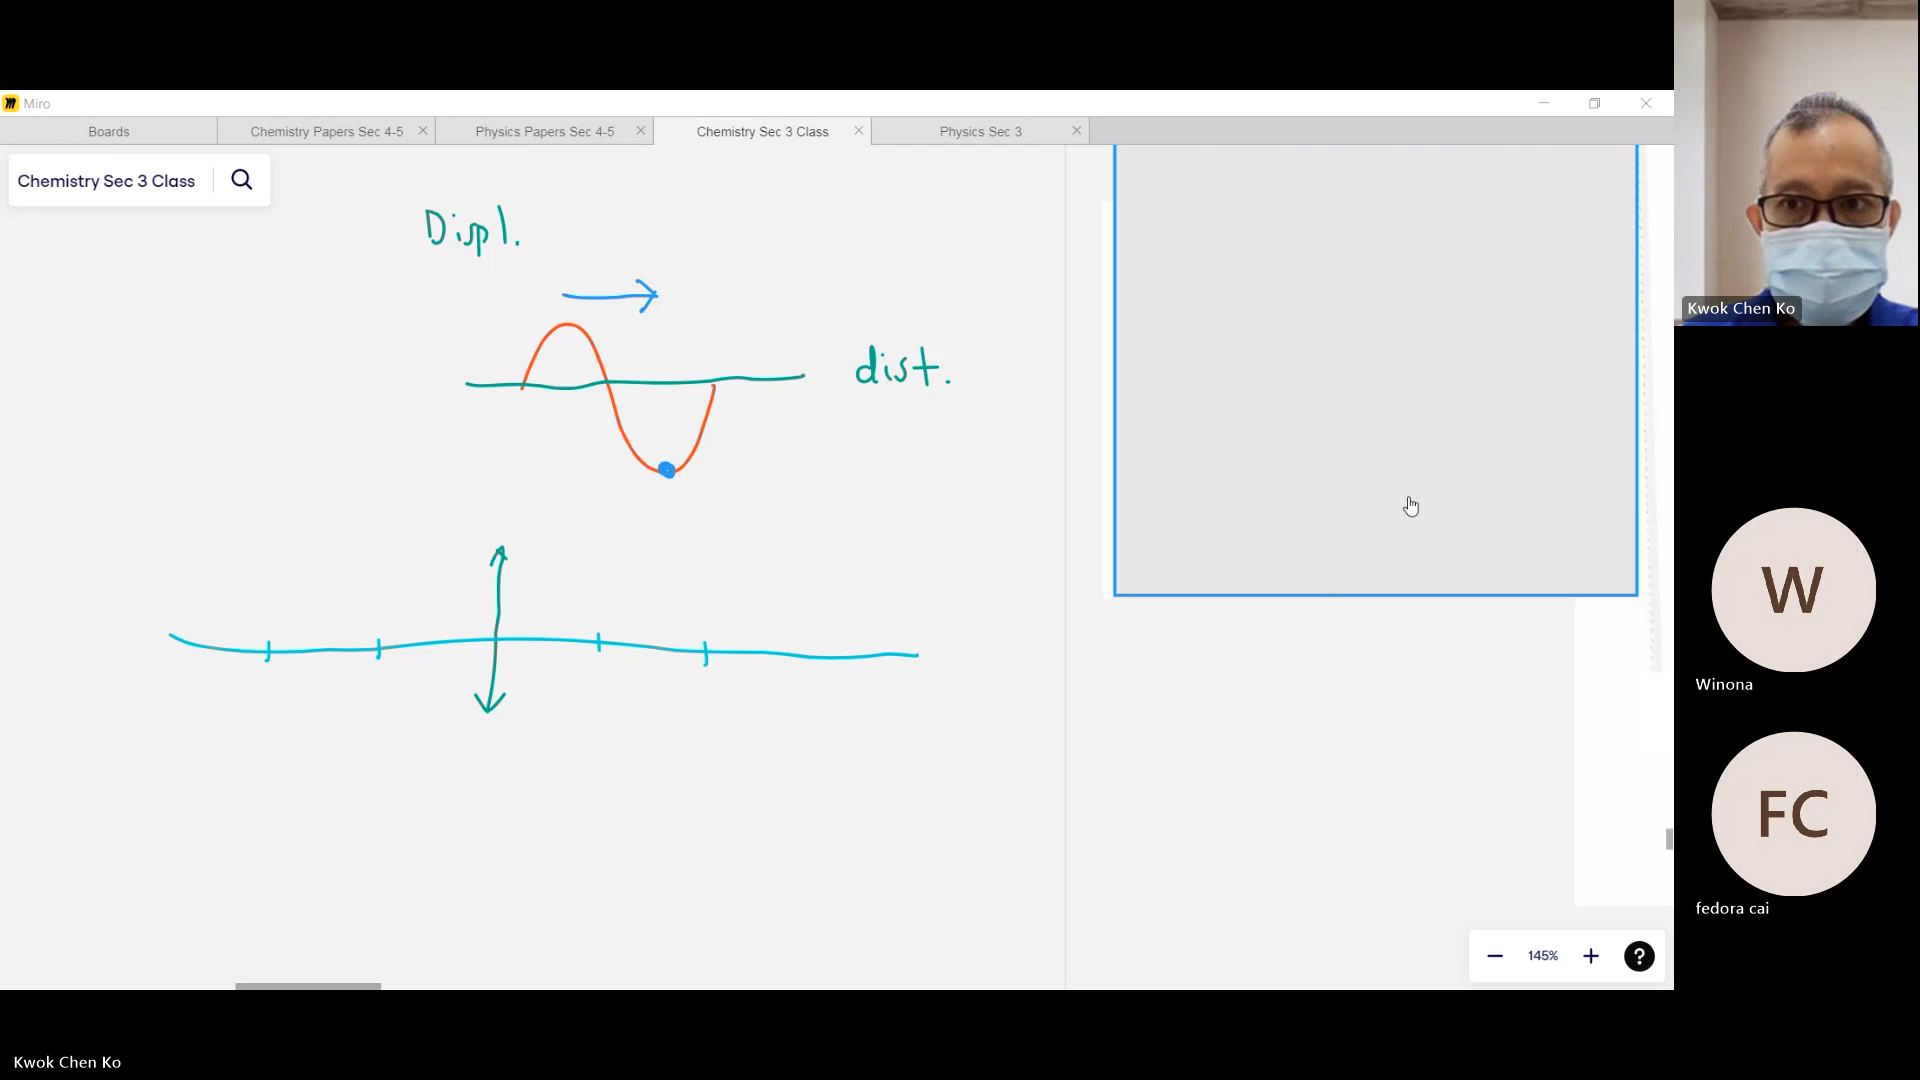 Miro
Boards
Chemistry Papers Sec 4-5
Physics Papers Sec 4-5
Chemistry Sec 3 Class
Physics Sec 3
Chemistry Sec 3 Class
Displ.
dist.
145%
?
Kwok Chen Ko
W
Winona
FC
fedora cai
Kwok Chen Ko